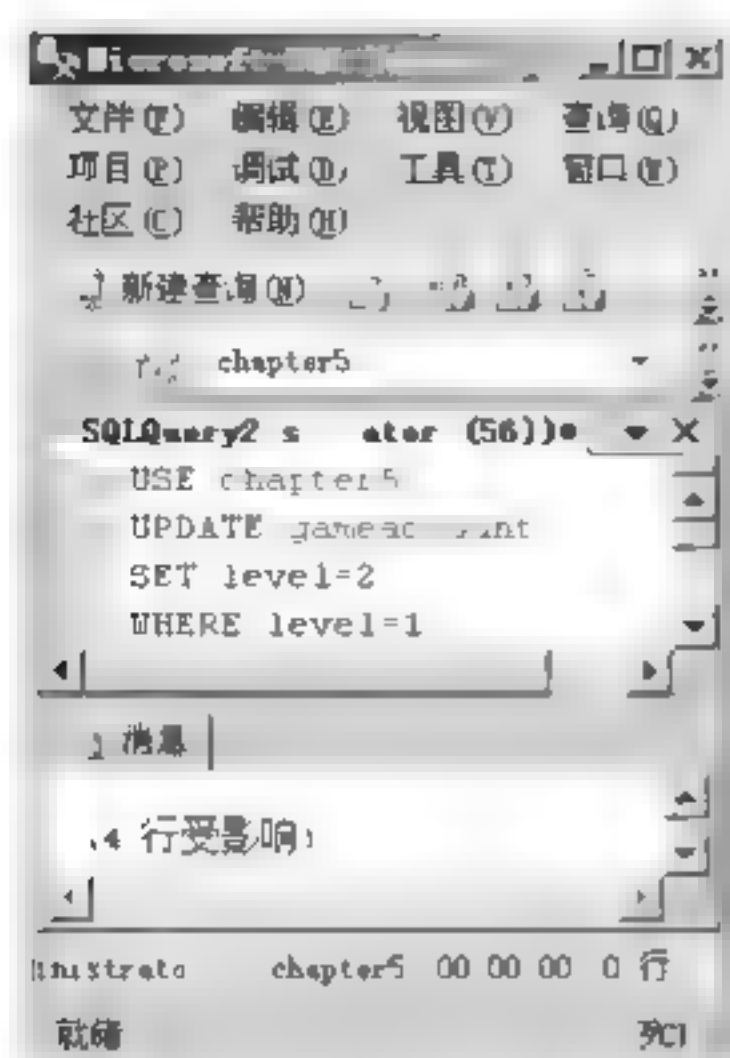 文件(F) 编辑(E) 视图(V) 查询(Q)
项目(P) 调试(D) 工具(T) 窗口(W)
社区(C) 帮助(H)
新建查询(N)
chapter5
SQLQuery2 (56))*
USE chapter5
UPDATE
SET level=2
WHERE level=1
消息
4 行受影响)
chapter5 00 00 00 0 行
就绪